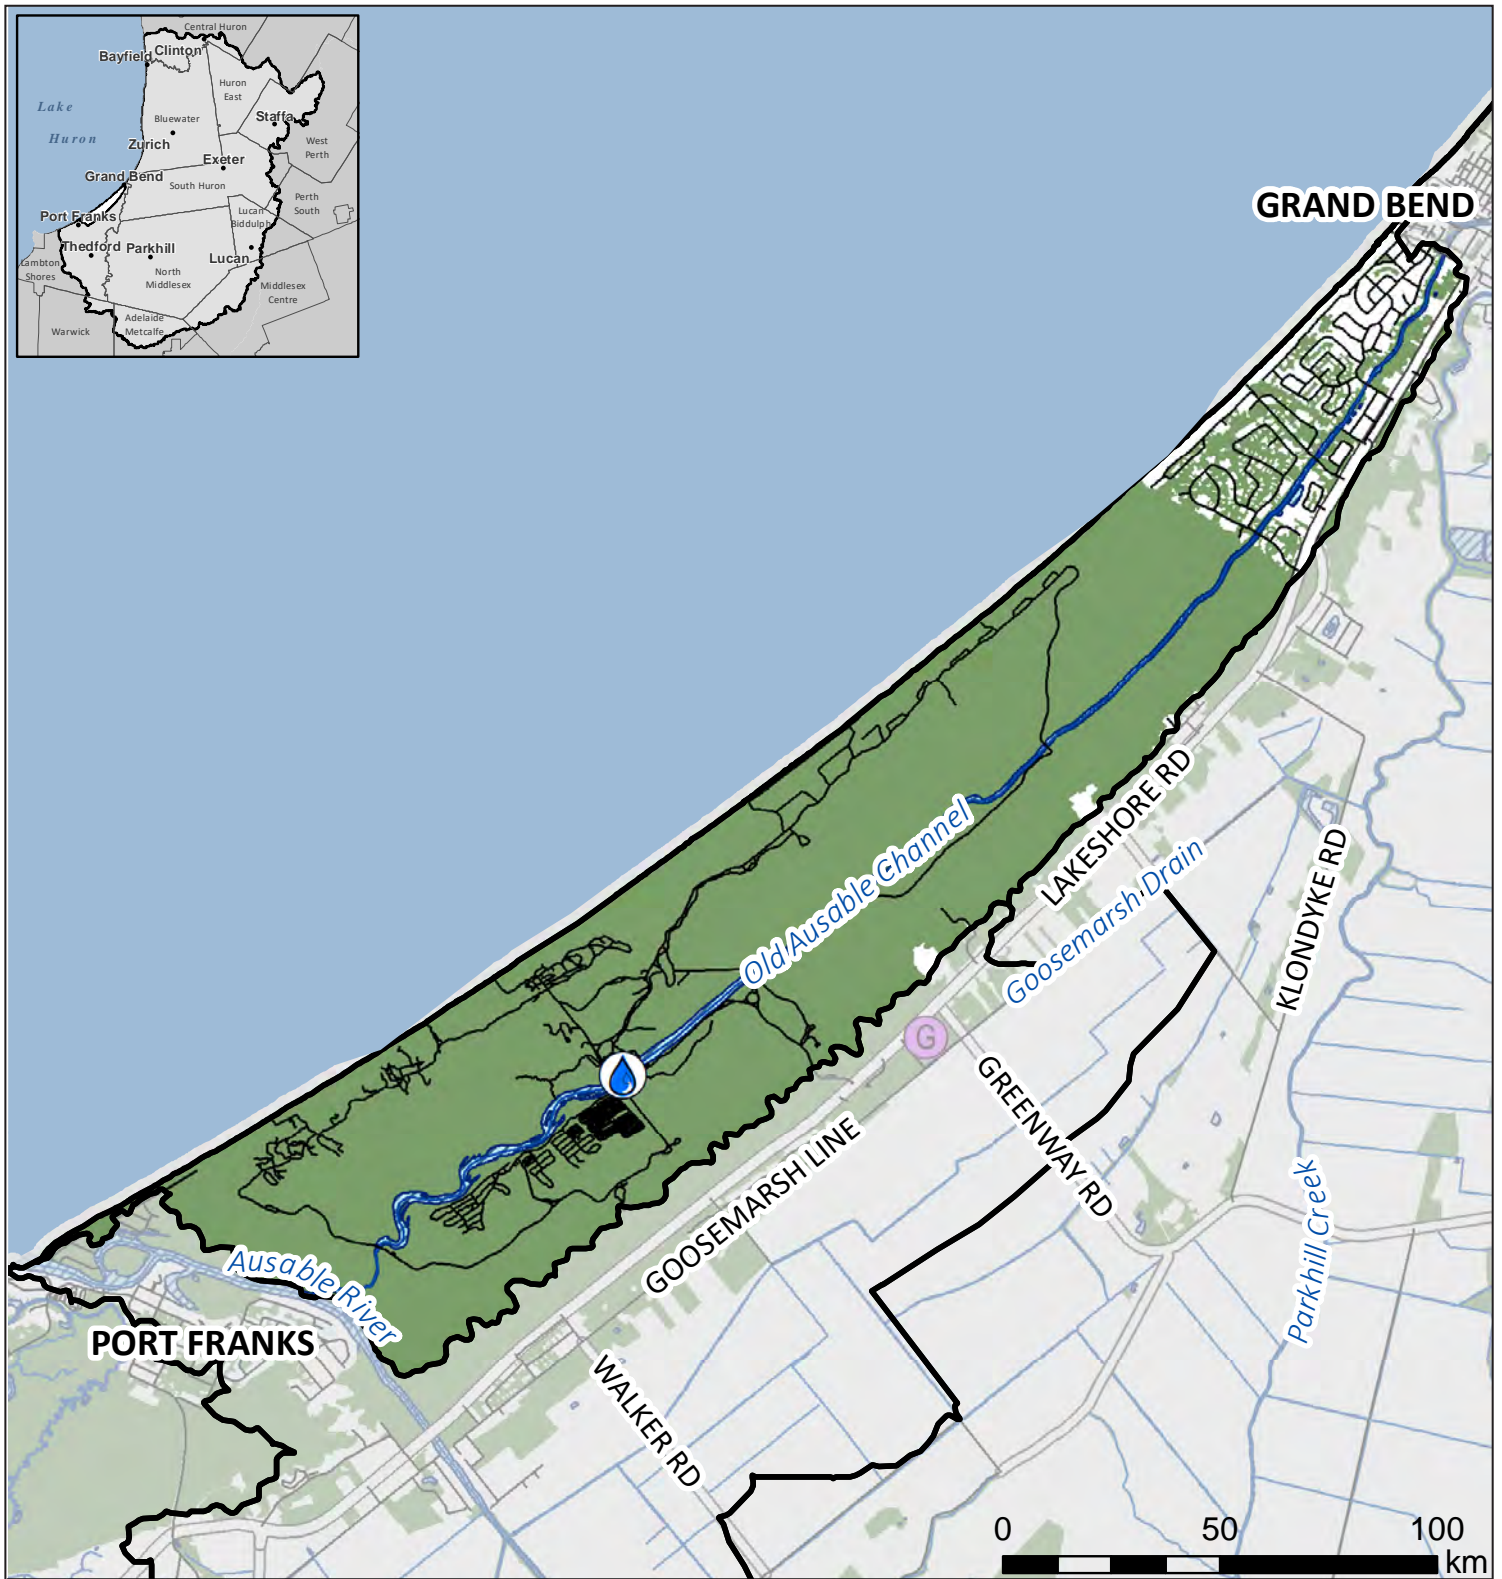 Central Huron
Bayfield
Clinton
Huron
East
Lake
Huron
Bluewater
Staffa
West
Perth
Zurich
Exeter
Grand Bend
South Huron
Perth
South
Port Franks
Lucan
Biddulph
Thedford
Parkhill
Lucan
Lambton
Shores
North
Middlesex
Middlesex
Centre
Warwick
Adelaide
Metcalfe
GRAND BEND
LAKESHORE RD
Old Ausable Channel
Goosemarsh Drain
KLONDYKE RD
G
GREENWAY RD
GOOSEMARSH LINE
Parkhill Creek
Ausable River
PORT FRANKS
WALKER RD
0 50 100
km